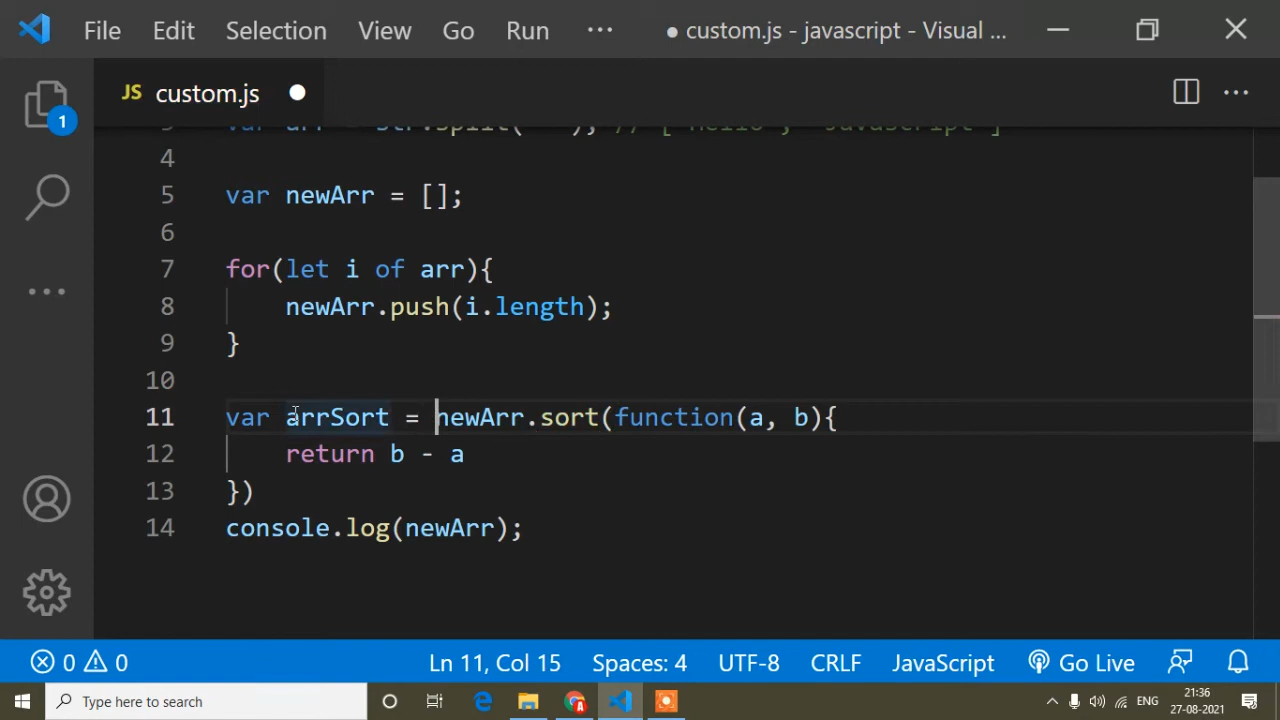 File Edit Selection View Go Run ··· ● custom.js - javascript - Visual ...
JS custom.js ●
1
4
5 var newArr = [];
6
7 for(let i of arr){
8 newArr.push(i.length);
9 }
10
11 var arrSort = newArr.sort(function(a, b){
12 return b - a
13 })
14 console.log(newArr);
0 0 Ln 11, Col 15 Spaces: 4 UTF-8 CRLF JavaScript Go Live
Type here to search ENG 21:36
27-08-2021